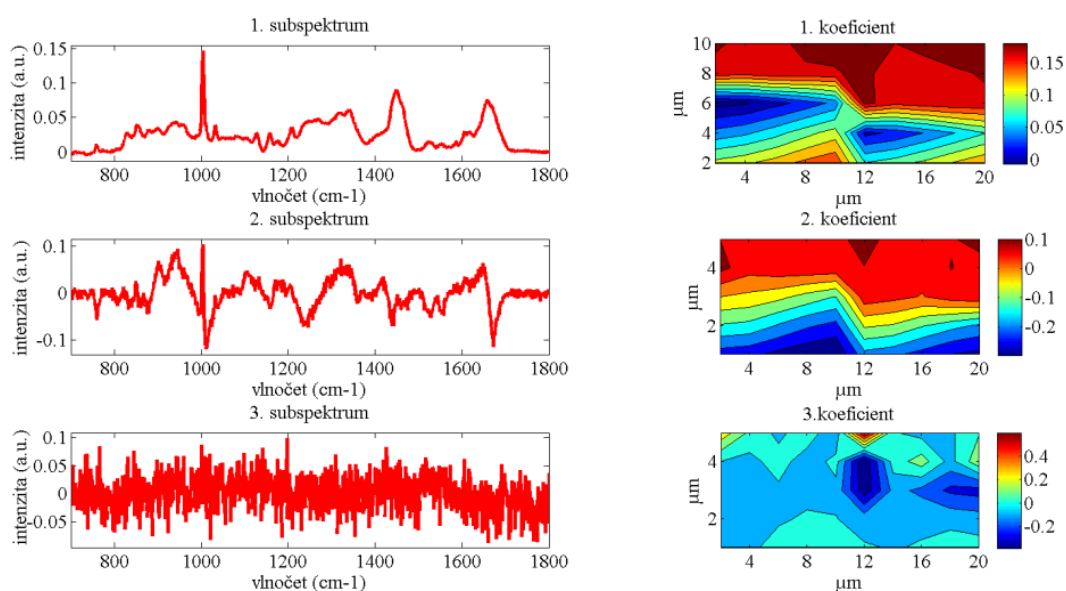 1. subspektrum
intenzita (a.u.)
0.15
0.1
0.05
0
800 1000 1200 1400 1600 1800
vlnočet (cm-1)
1. koeficient
µm
10
8
6
4
2
4 8 12 16 20
µm
0.15
0.1
0.05
0
2. subspektrum
intenzita (a.u.)
0.1
0
-0.1
800 1000 1200 1400 1600 1800
vlnočet (cm-1)
2. koeficient
µm
4
2
4 8 12 16 20
µm
0.1
0
-0.1
-0.1
-0.2
3. subspektrum
intenzita (a.u.)
0.1
0.05
0
-0.05
800 1000 1200 1400 1600 1800
vlnočet (cm-1)
3.koeficient
µm
4
2
4 8 12 16 20
µm
0.4
0.2
0
-0.2